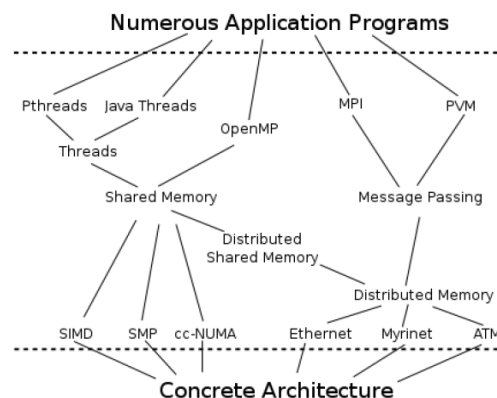 Numerous Application Programs
Pthreads
Java Threads
MPI
PVM
OpenMP
Threads
Shared Memory
Message Passing
Distributed
Shared Memory
Distributed Memory
SIMD
SMP
cc-NUMA
Ethernet
Myrinet
ATM
Concrete Architecture